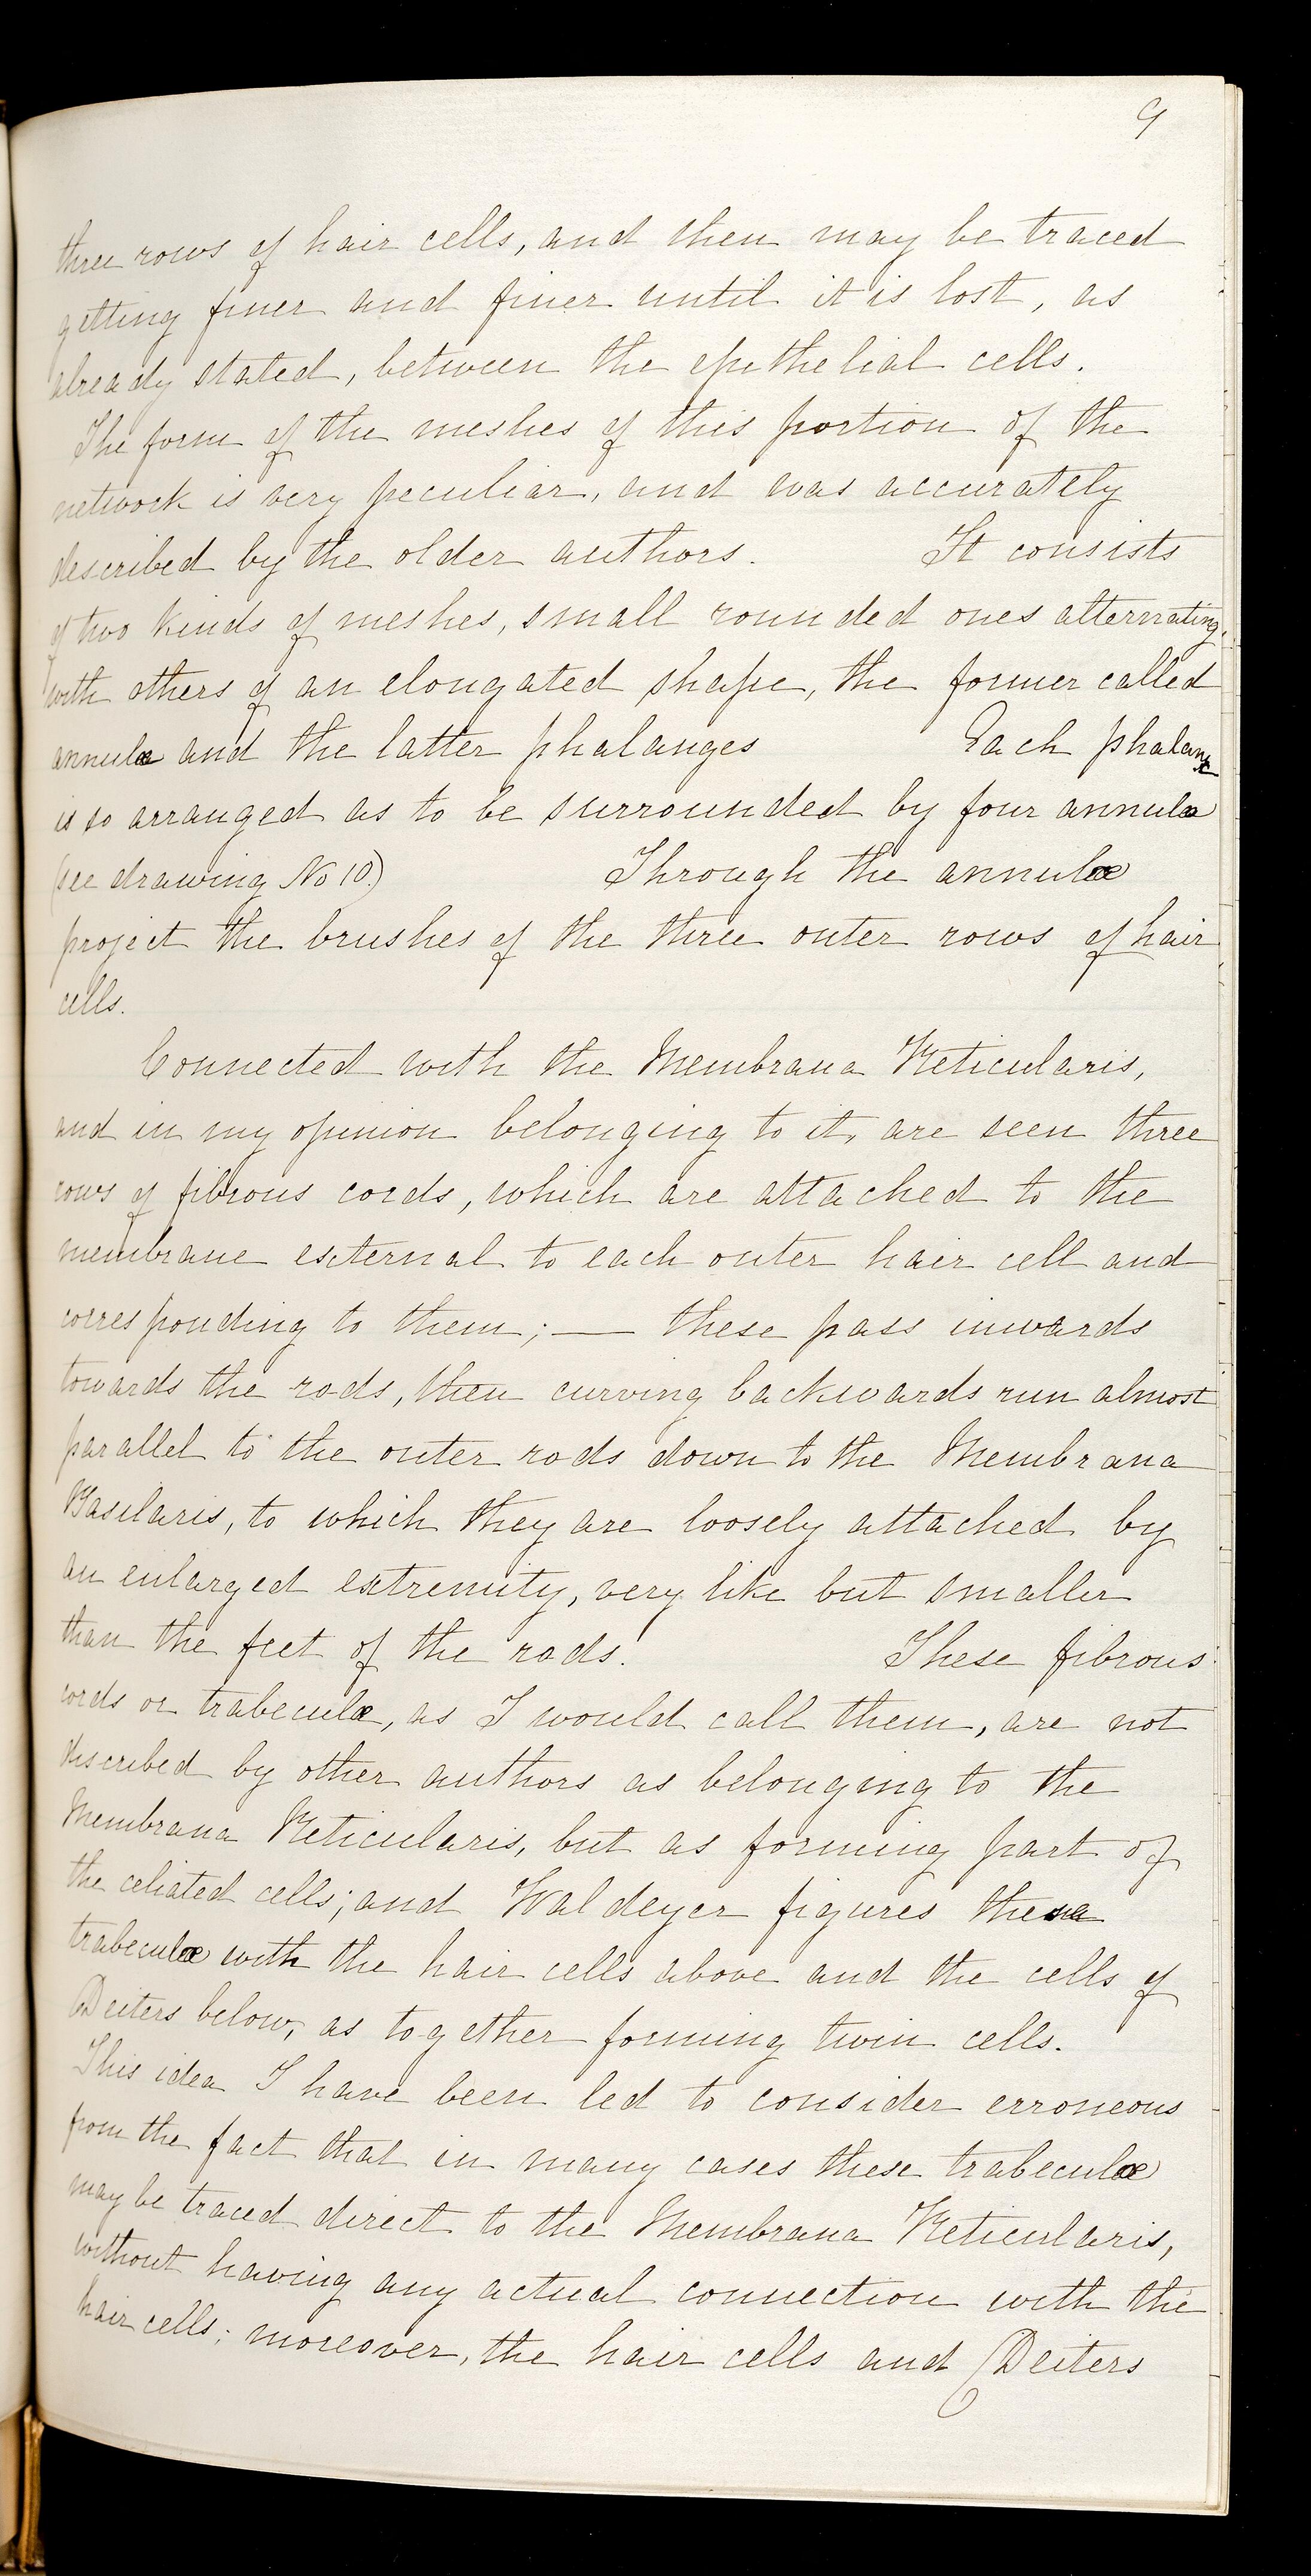 9
three rows of hair cells, and then may be traced
getting finer and finer until it is lost, as
already stated, between the epithelial cells.
The form of the meshes of this portion of the
network is very peculiar, and was accurately
described by the older authors. It consists
of two kinds of meshes, small rounded ones alternating
with others of an elongated shape, the former called
annulæ and the latter phalanges Each phalanx
is so arranged as to be surrounded by four annulæ
(see drawing No 10.) Through the annulæ
project the brushes of the three outer rows of hair
cells.
Connected with the Membrana Reticularis,
and in my opinion belonging to it, are seen three
rows of fibrous cords, which are attached to the
membrane external to each outer hair cell and
corresponding to them; — these pass inwards
towards the rods, then curving backwards run almost
parallel to the outer rods down to the Membrana
Basilaris, to which they are loosely attached by
an enlarged extremity, very like but smaller
than the feet of the rods. These fibrous
cords or trabeculæ, as I would call them, are not
described by other authors as belonging to the
Membrana Reticularis, but as forming part of
the celiated cells; and Waldeyer figures these
trabeculæ with the hair cells above and the cells of
Deiters below, as together forming twin cells.
This idea I have been led to consider erroneous
from the fact that in many cases these trabeculæ
may be traced direct to the Membrana Reticularis,
without having any actual connection with the
hair cells; moreover, the hair cells and Deiters